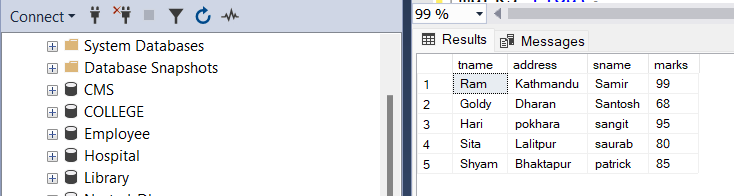 Connect
System Databases
Database Snapshots
CMS
COLLEGE
Employee
Hospital
Library
99 %
Results Messages
tname address sname marks
1 Ram Kathmandu Samir 99
2 Goldy Dharan Santosh 68
3 Hari pokhara sangit 95
4 Sita Lalitpur saurab 80
5 Shyam Bhaktapur patrick 85